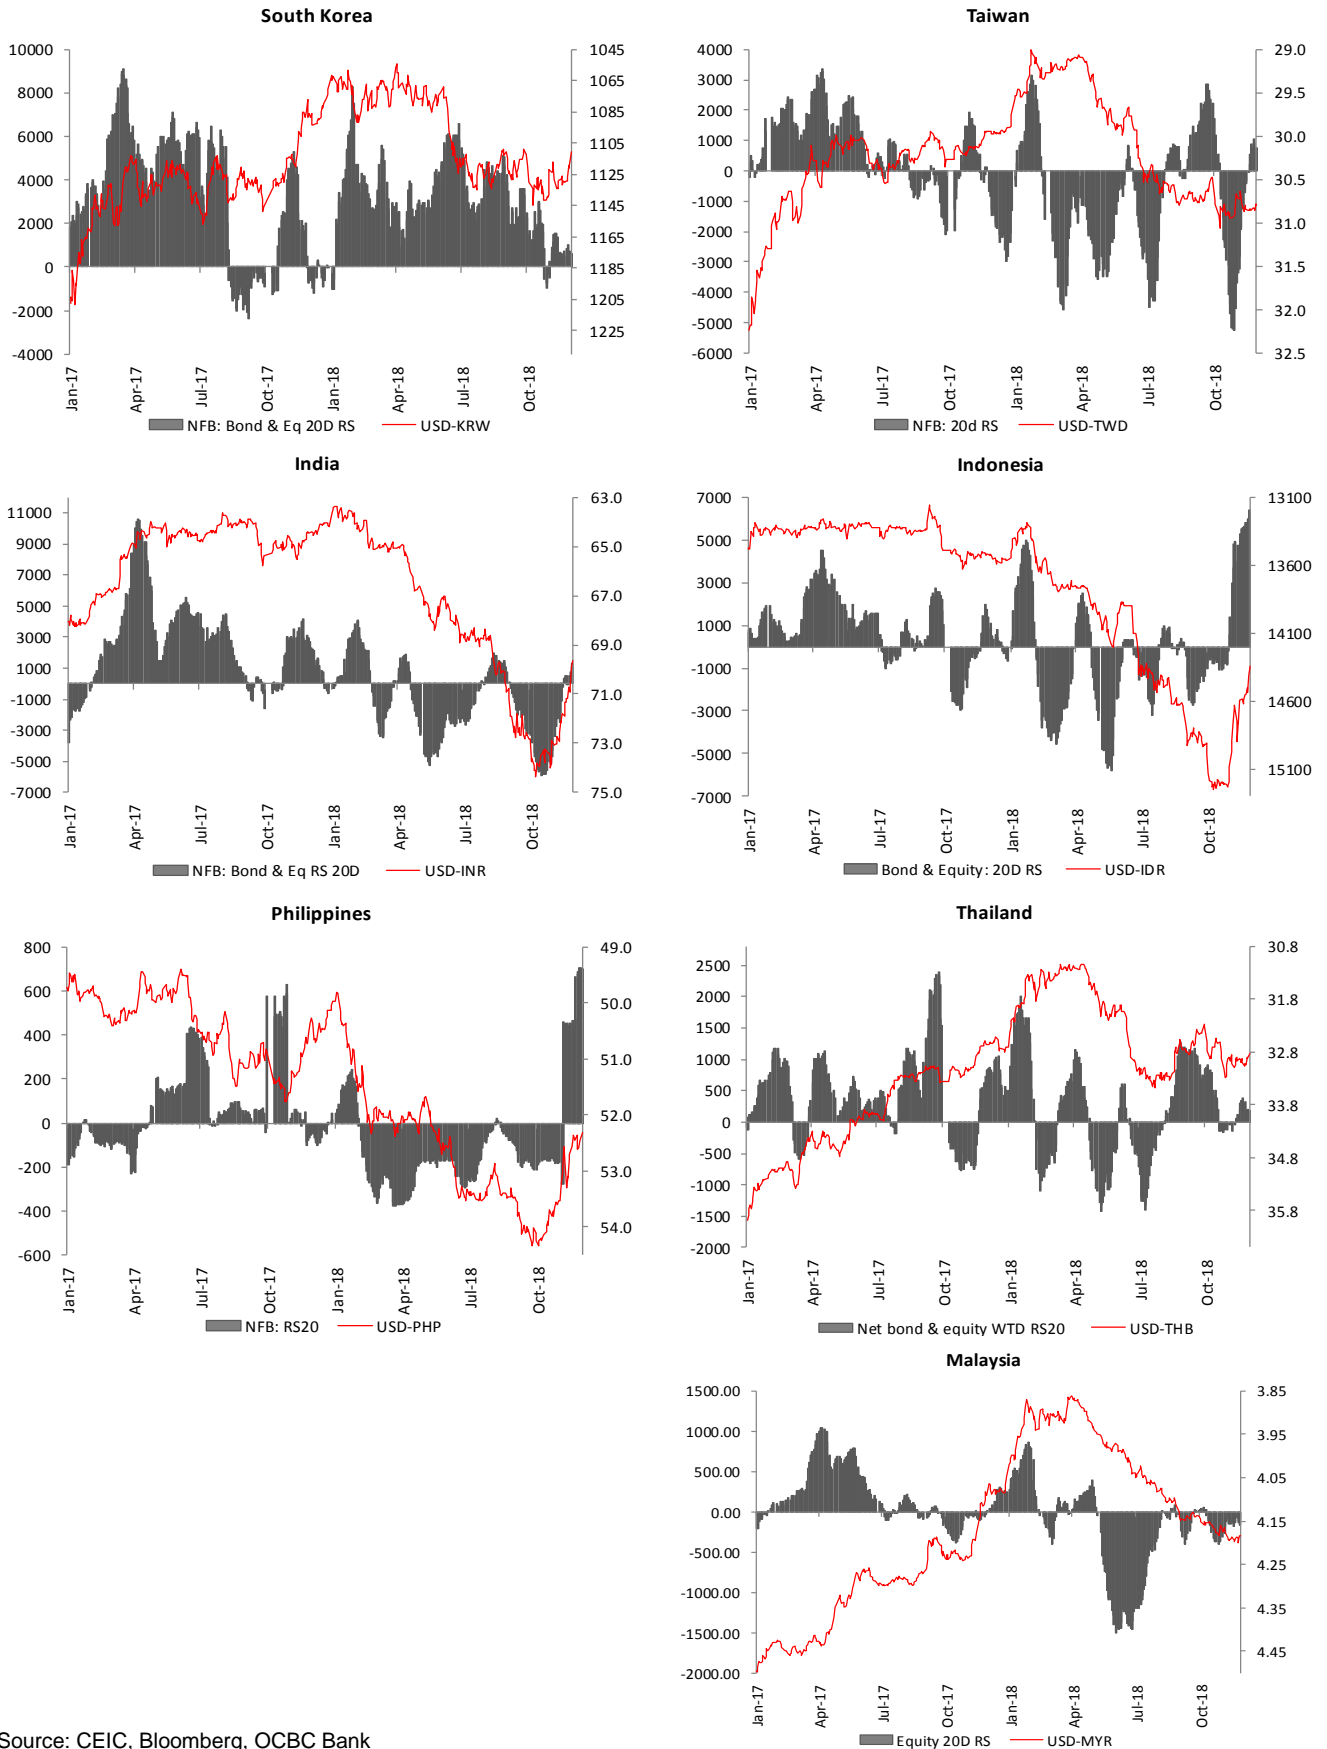 South Korea
10000
8000
6000
4000
2000
0
-2000
-4000
1045
1065
1085
1105
1125
1145
1165
1185
1205
1225
Jan-17
Apr-17
Jul-17
Oct-17
Jan-18
Apr-18
Jul-18
Oct-18
NFB: Bond & Eq 20D RS USD-KRW
Taiwan
4000
3000
2000
1000
0
-1000
-2000
-3000
-4000
-5000
-6000
29.0
29.5
30.0
30.5
31.0
31.5
32.0
32.5
Jan-17
Apr-17
Jul-17
Oct-17
Jan-18
Apr-18
Jul-18
Oct-18
NFB: 20d RS USD-TWD
India
11000
9000
7000
5000
3000
1000
-1000
-3000
-5000
-7000
63.0
65.0
67.0
69.0
71.0
73.0
75.0
Jan-17
Apr-17
Jul-17
Oct-17
Jan-18
Apr-18
Jul-18
Oct-18
NFB: Bond & Eq RS 20D USD-INR
Indonesia
7000
5000
3000
1000
-1000
-3000
-5000
-7000
13100
13600
14100
14600
15100
Jan-17
Apr-17
Jul-17
Oct-17
Jan-18
Apr-18
Jul-18
Oct-18
Bond & Equity: 20D RS USD-IDR
Philippines
800
600
400
200
0
-200
-400
-600
49.0
50.0
51.0
52.0
53.0
54.0
Jan-17
Apr-17
Jul-17
Oct-17
Jan-18
Apr-18
Jul-18
Oct-18
NFB: RS20 USD-PHP
Thailand
2500
2000
1500
1000
500
0
-500
-1000
-1500
-2000
30.8
31.8
32.8
33.8
34.8
35.8
Jan-17
Apr-17
Jul-17
Oct-17
Jan-18
Apr-18
Jul-18
Oct-18
Net bond & equity WTD RS20 USD-THB
Malaysia
1500.00
1000.00
500.00
0.00
-500.00
-1000.00
-1500.00
-2000.00
3.85
3.95
4.05
4.15
4.25
4.35
4.45
Jan-17
Apr-17
Jul-17
Oct-17
Jan-18
Apr-18
Jul-18
Oct-18
Equity 20D RS USD-MYR
Source: CEIC, Bloomberg, OCBC Bank